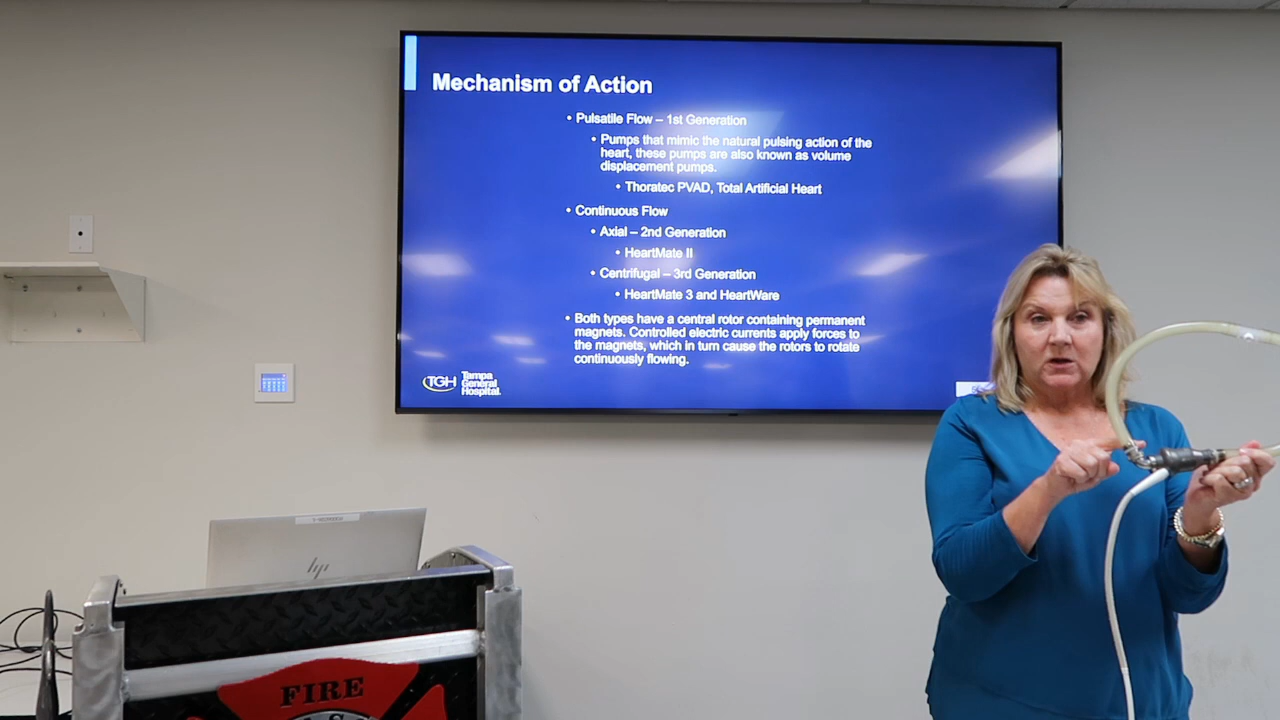 Mechanism of Action
• Pulsatile Flow – 1st Generation
• Pumps that mimic the natural pulsing action of the
heart, these pumps are also known as volume
displacement pumps.
• Thoratec PVAD, Total Artificial Heart
• Continuous Flow
• Axial – 2nd Generation
• HeartMate II
• Centrifugal – 3rd Generation
• HeartMate 3 and HeartWare
• Both types have a central rotor containing permanent
magnets. Controlled electric currents apply forces to
the magnets, which in turn cause the rotors to rotate
continuously flowing.
TGH
Tampa
General
Hospital.
hp
FIRE